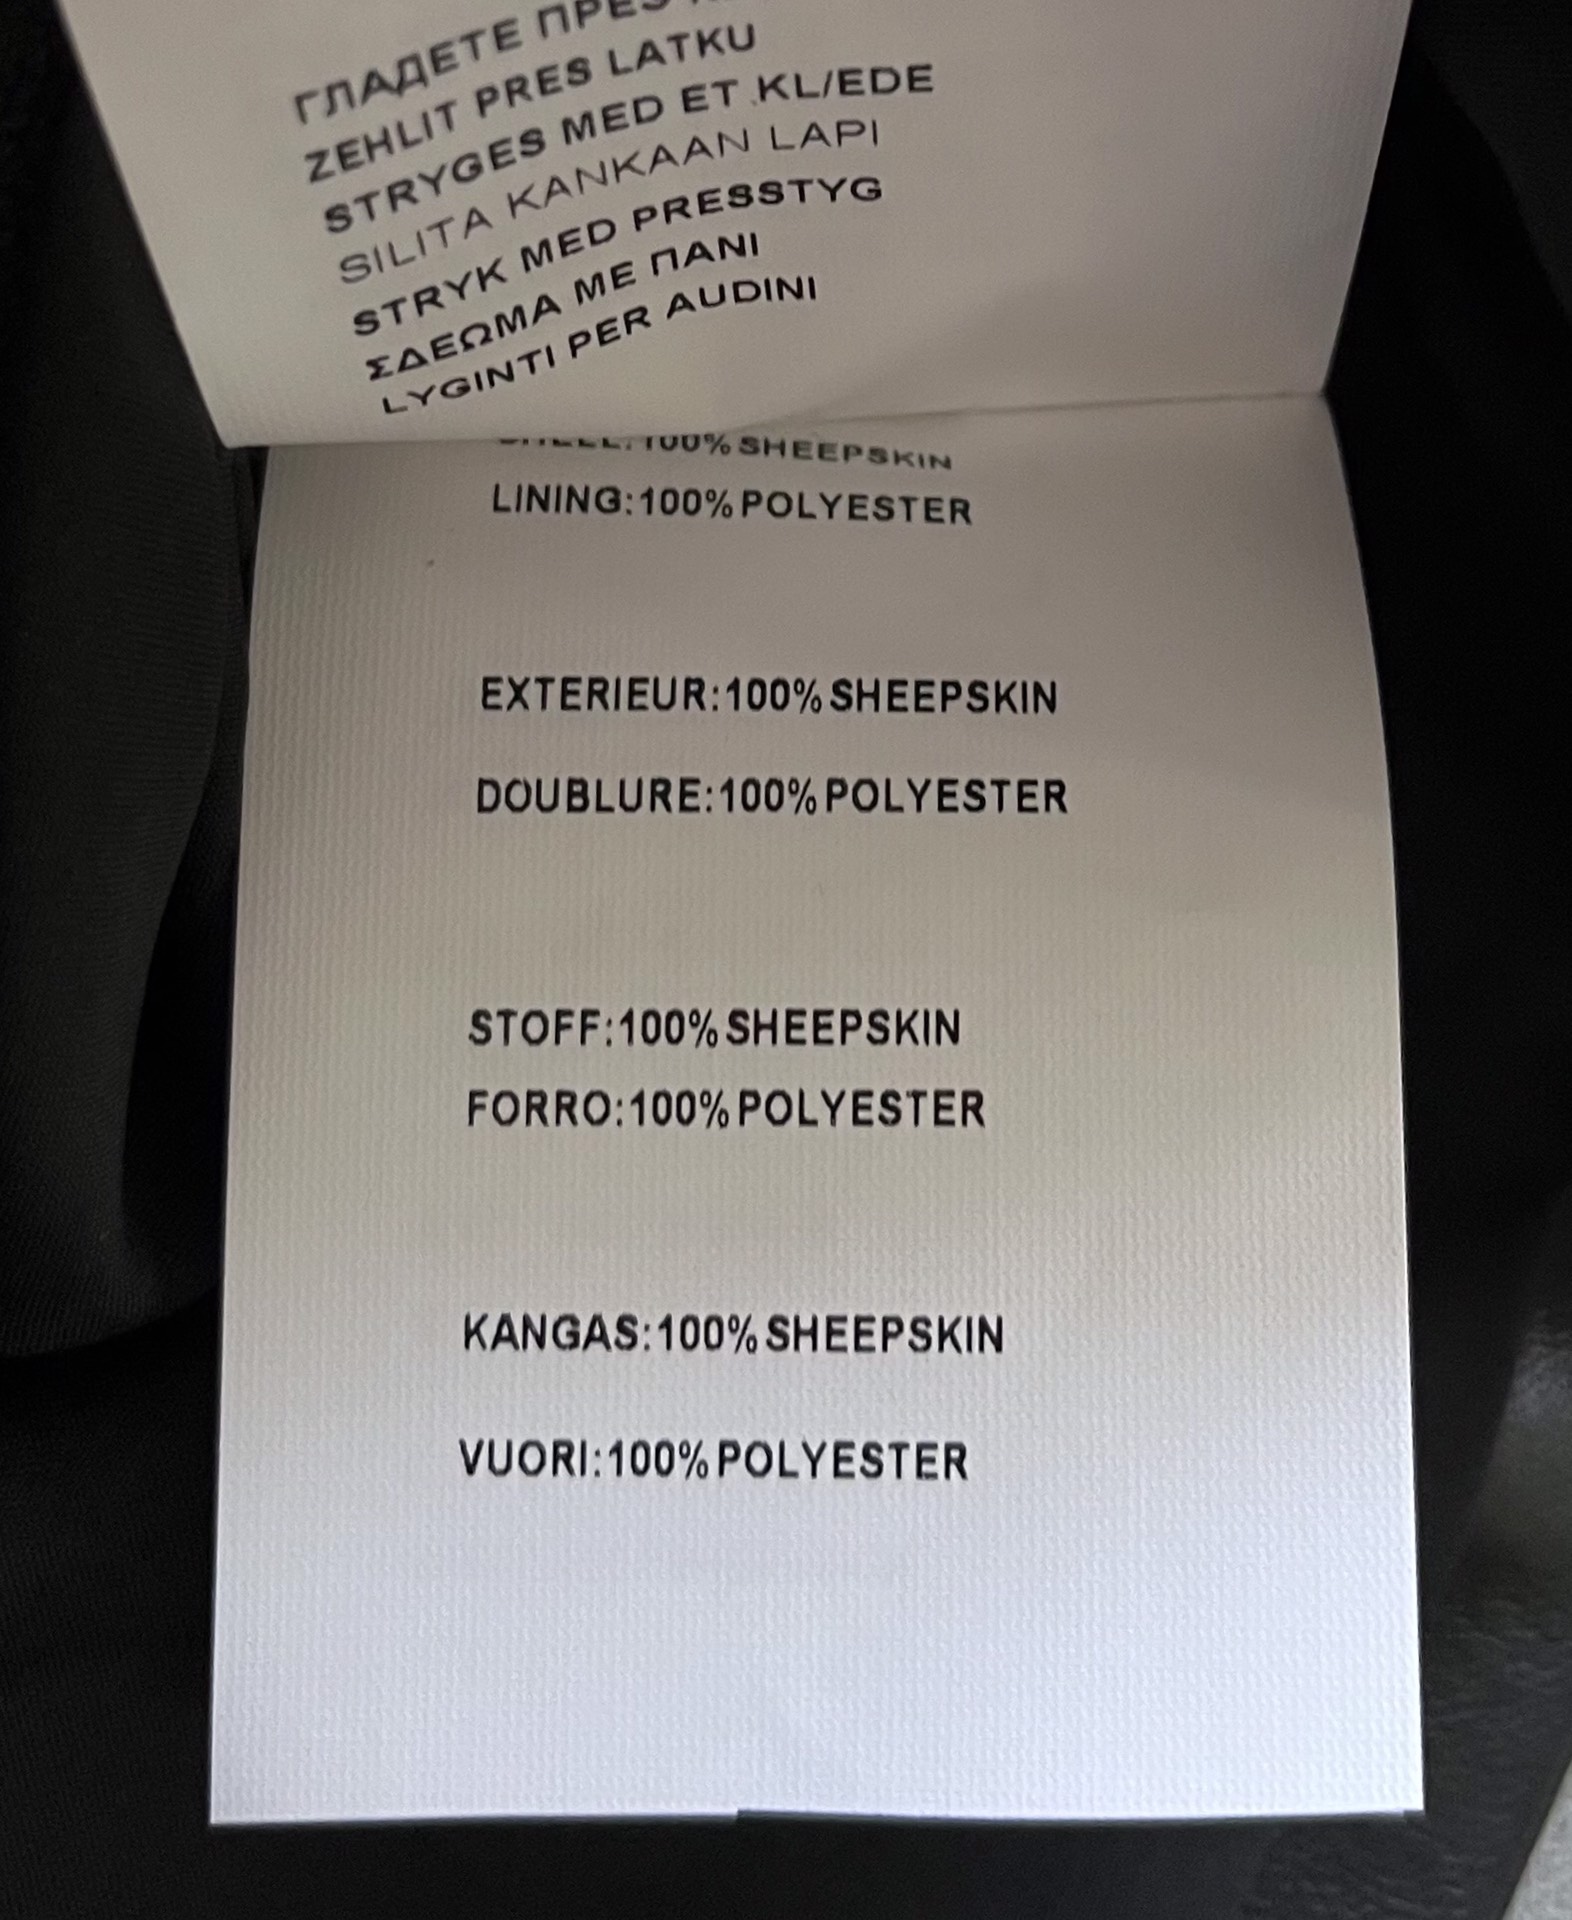 ГЛАДЕТЕ ПРЕЗ
ZEHLIT PRES LATKU
STRYGES MED ET KL/EDE
SILITA KANKAAN LAPI
STRYK MED PRESSTYG
ΣΔΕΩΜΑ ΜΕ ΠΑΝΙ
LYGINTI PER AUDINI
SHELL:100% SHEEPSKIN
LINING:100% POLYESTER
EXTERIEUR:100% SHEEPSKIN
DOUBLURE:100% POLYESTER
STOFF:100% SHEEPSKIN
FORRO:100% POLYESTER
KANGAS:100% SHEEPSKIN
VUORI:100% POLYESTER